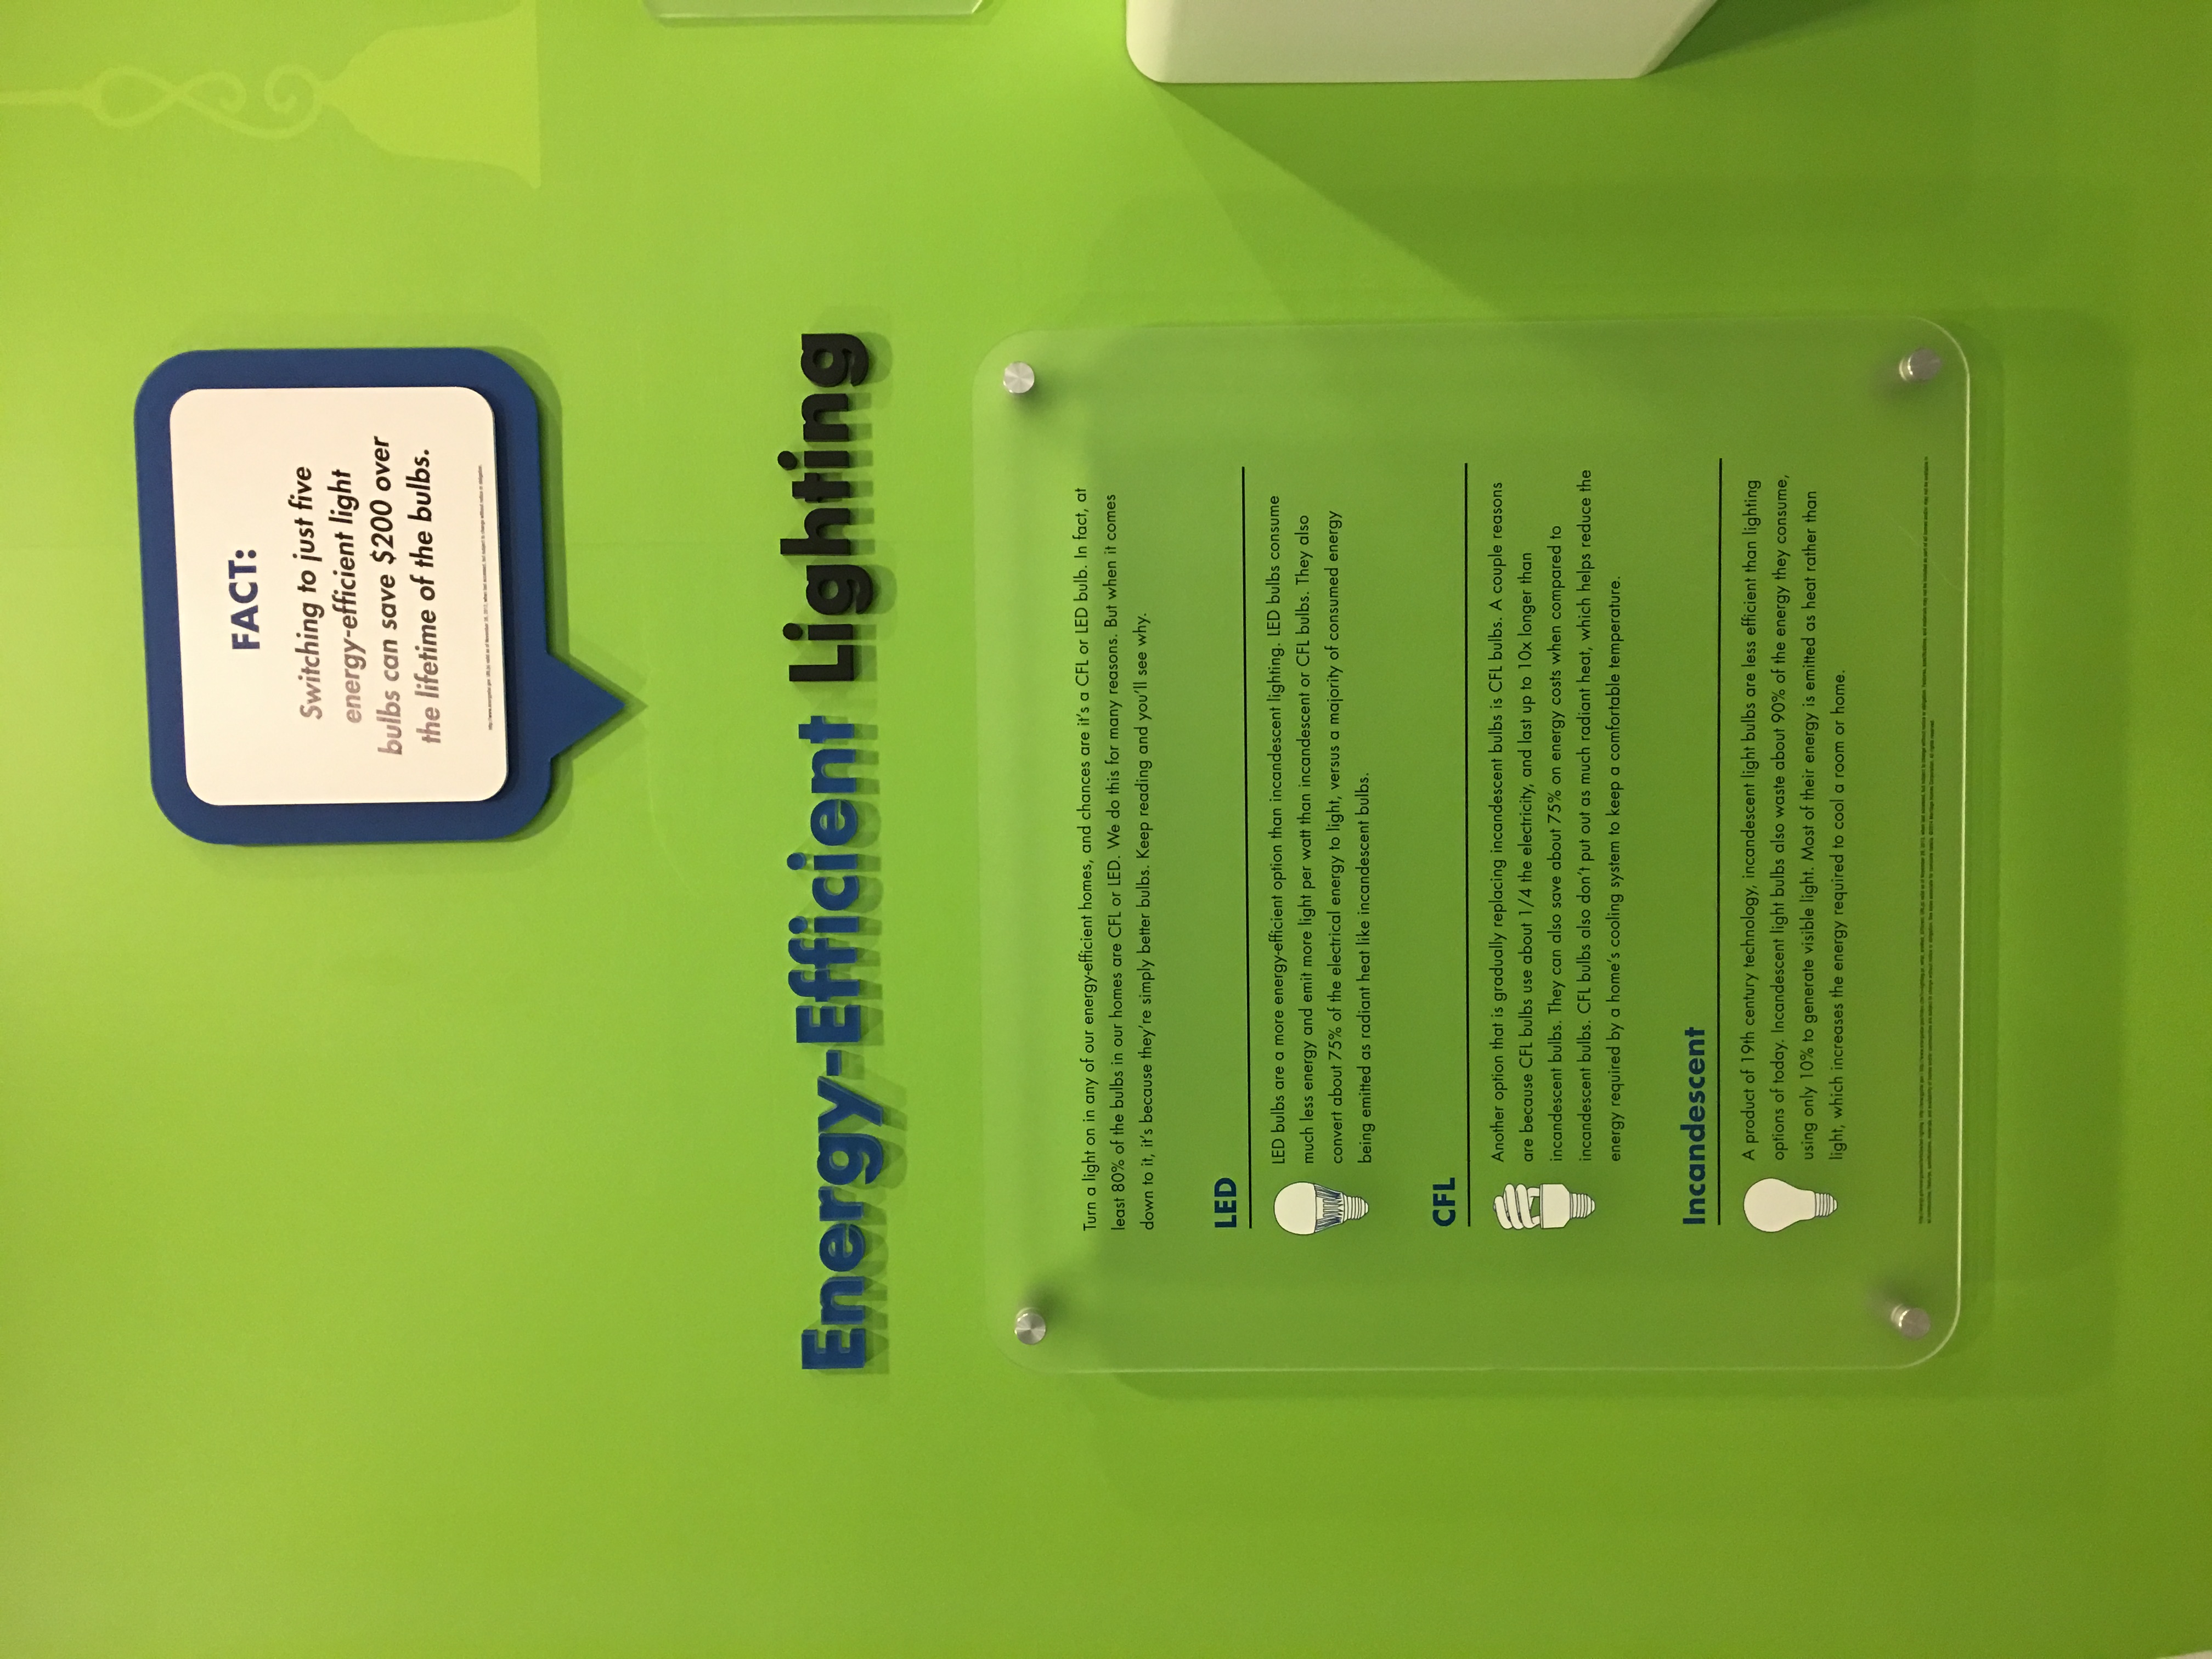 FACT:
Switching to just five
energy-efficient light
bulbs can save $200 over
the lifetime of the bulbs.
Energy-Efficient Lighting
Turn a light on in any of our energy-efficient homes, and chances are it's a CFL or LED bulb. In fact, at
least 80% of the bulbs in our homes are CFL or LED. We do this for many reasons. But when it comes
down to it, it's because they're simply better bulbs. Keep reading and you'll see why.
LED
LED bulbs are a more energy-efficient option than incandescent lighting. LED bulbs consume
much less energy and emit more light per watt than incandescent or CFL bulbs. They also
convert about 75% of the electrical energy to light, versus a majority of consumed energy
being emitted as radiant heat like incandescent bulbs.
CFL
Another option that is gradually replacing incandescent bulbs is CFL bulbs. A couple reasons
are because CFL bulbs use about 1/4 the electricity, and last up to 10x longer than
incandescent bulbs. They can also save about 75% on energy costs when compared to
incandescent bulbs. CFL bulbs also don't put out as much radiant heat, which helps reduce the
energy required by a home's cooling system to keep a comfortable temperature.
Incandescent
A product of 19th century technology, incandescent light bulbs are less efficient than lighting
options of today. Incandescent light bulbs also waste about 90% of the energy they consume,
using only 10% to generate visible light. Most of their energy is emitted as heat rather than
light, which increases the energy required to cool a room or home.